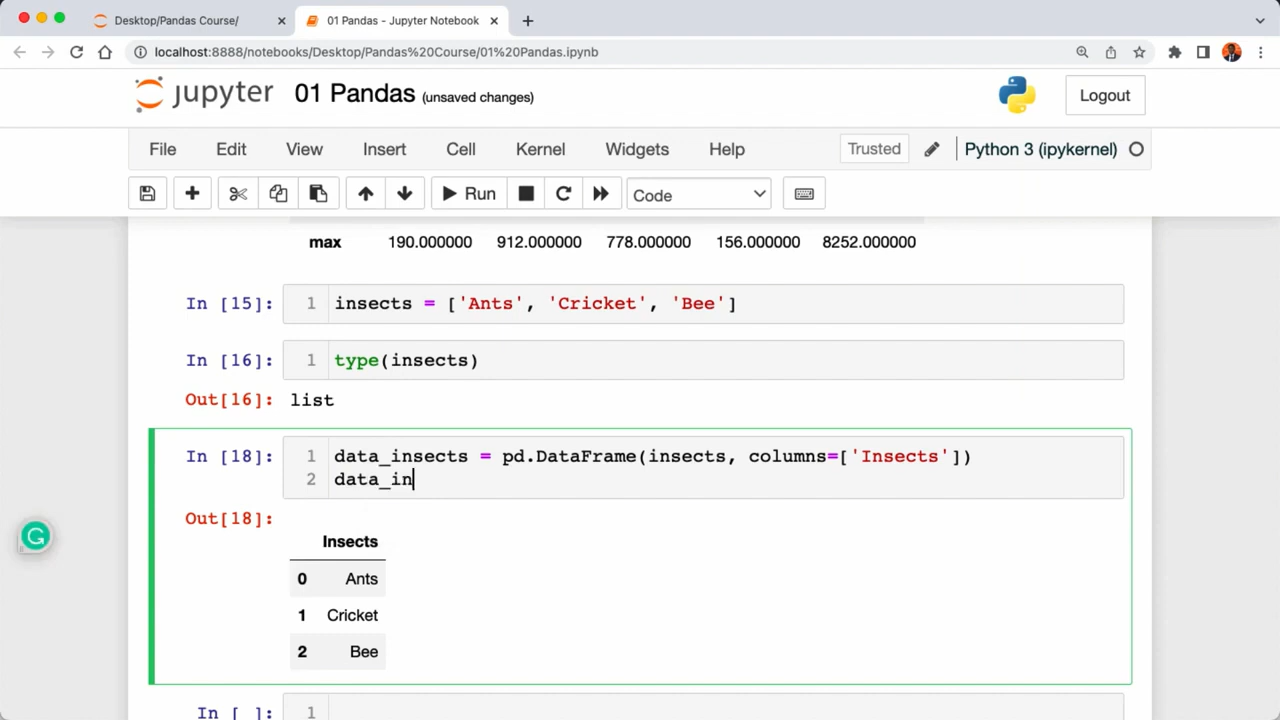 Desktop/Pandas Course/
01 Pandas - Jupyter Notebook
localhost:8888/notebooks/Desktop/Pandas%20Course/01%20Pandas.ipynb
jupyter 01 Pandas (unsaved changes)
Logout
File Edit View Insert Cell Kernel Widgets Help Trusted Python 3 (ipykernel)
Run Code
max 190.000000 912.000000 778.000000 156.000000 8252.000000
In [15]: 1 insects = ['Ants', 'Cricket', 'Bee']
In [16]: 1 type(insects)
Out[16]: list
In [18]: 1 data_insects = pd.DataFrame(insects, columns=['Insects'])
2 data_in
Out[18]:
Insects
0 Ants
1 Cricket
2 Bee
In [ ]: 1